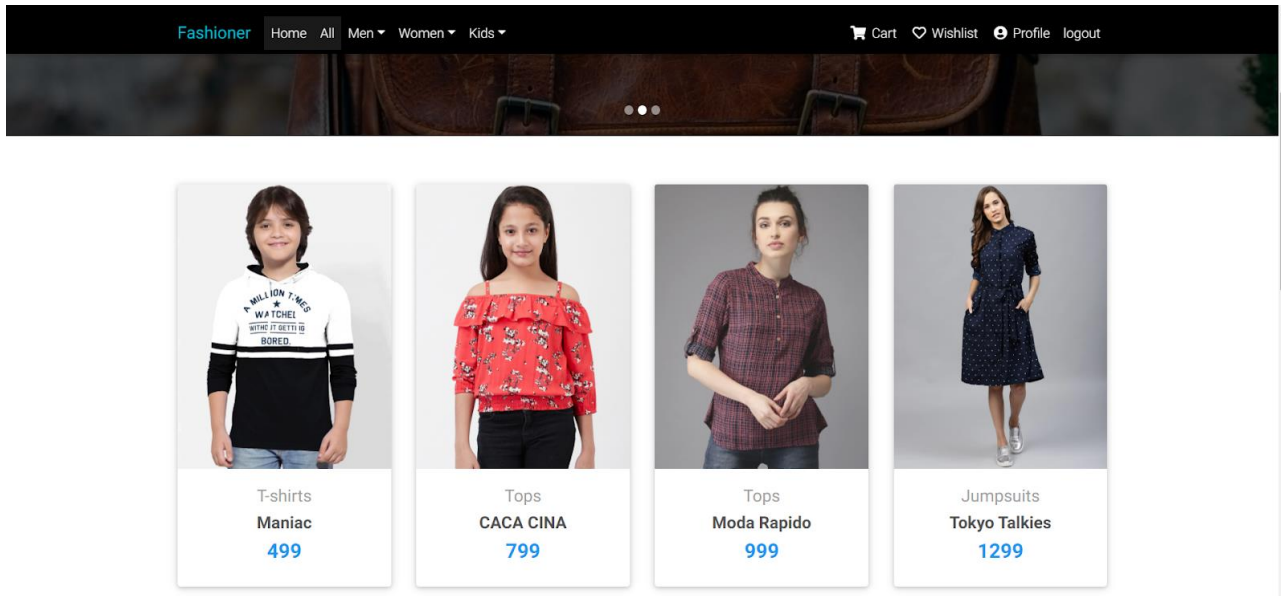 Fashioner Home All Men Women Kids Cart Wishlist Profile logout
A MILLION TIMES
WATCHEL
WITHOUT GETTING
BORED.
T-shirts
Maniac
499
Tops
CACA CINA
799
Tops
Moda Rapido
999
Jumpsuits
Tokyo Talkies
1299